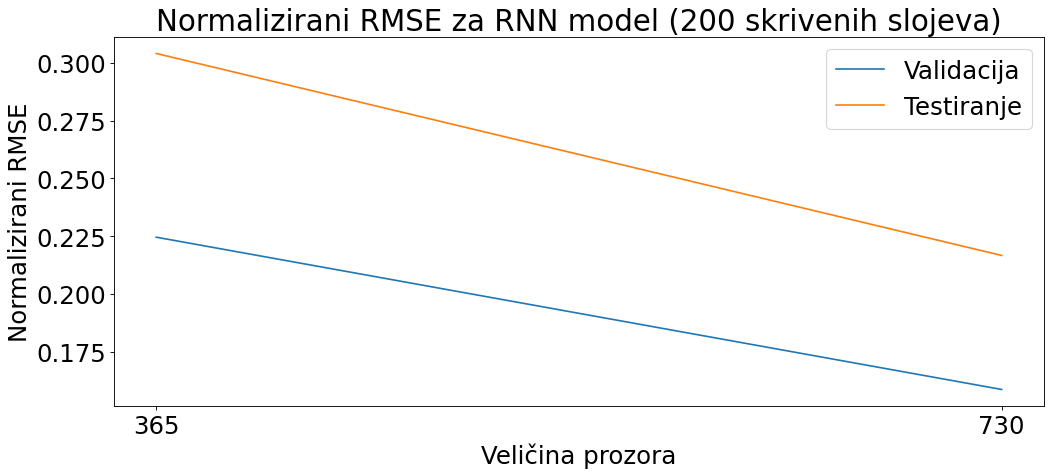 Normalizirani RMSE za RNN model (200 skrivenih slojeva)
Validacija
Testiranje
Normalizirani RMSE
0.300
0.275
0.250
0.225
0.200
0.175
365
730
Veličina prozora